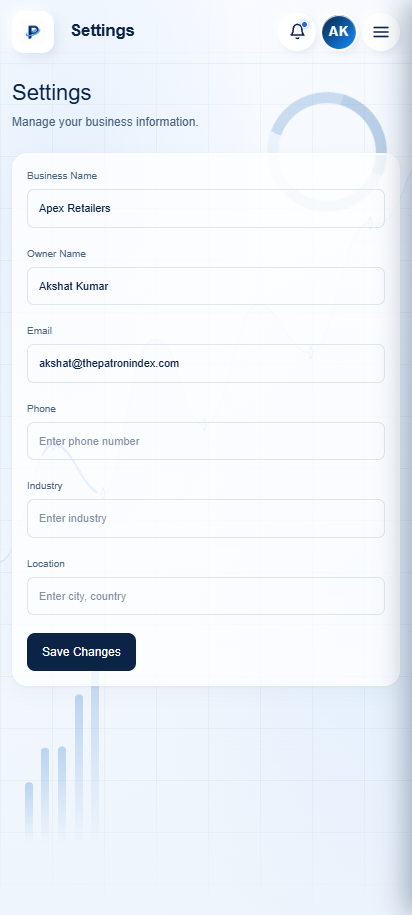 P
Settings
AK
Settings
Manage your business information.
Business Name
Apex Retailers
Owner Name
Akshat Kumar
Email
akshat@thepatronindex.com
Phone
Enter phone number
Industry
Enter industry
Location
Enter city, country
Save Changes